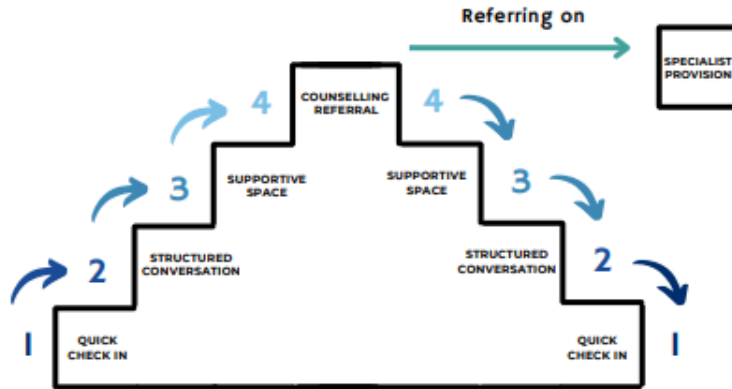 Referring on
SPECIALIST
PROVISION
COUNSELLING
REFERRAL
4
4
SUPPORTIVE
SPACE
SUPPORTIVE
SPACE
3
3
STRUCTURED
CONVERSATION
STRUCTURED
CONVERSATION
2
2
QUICK
CHECK IN
QUICK
CHECK IN
1
1